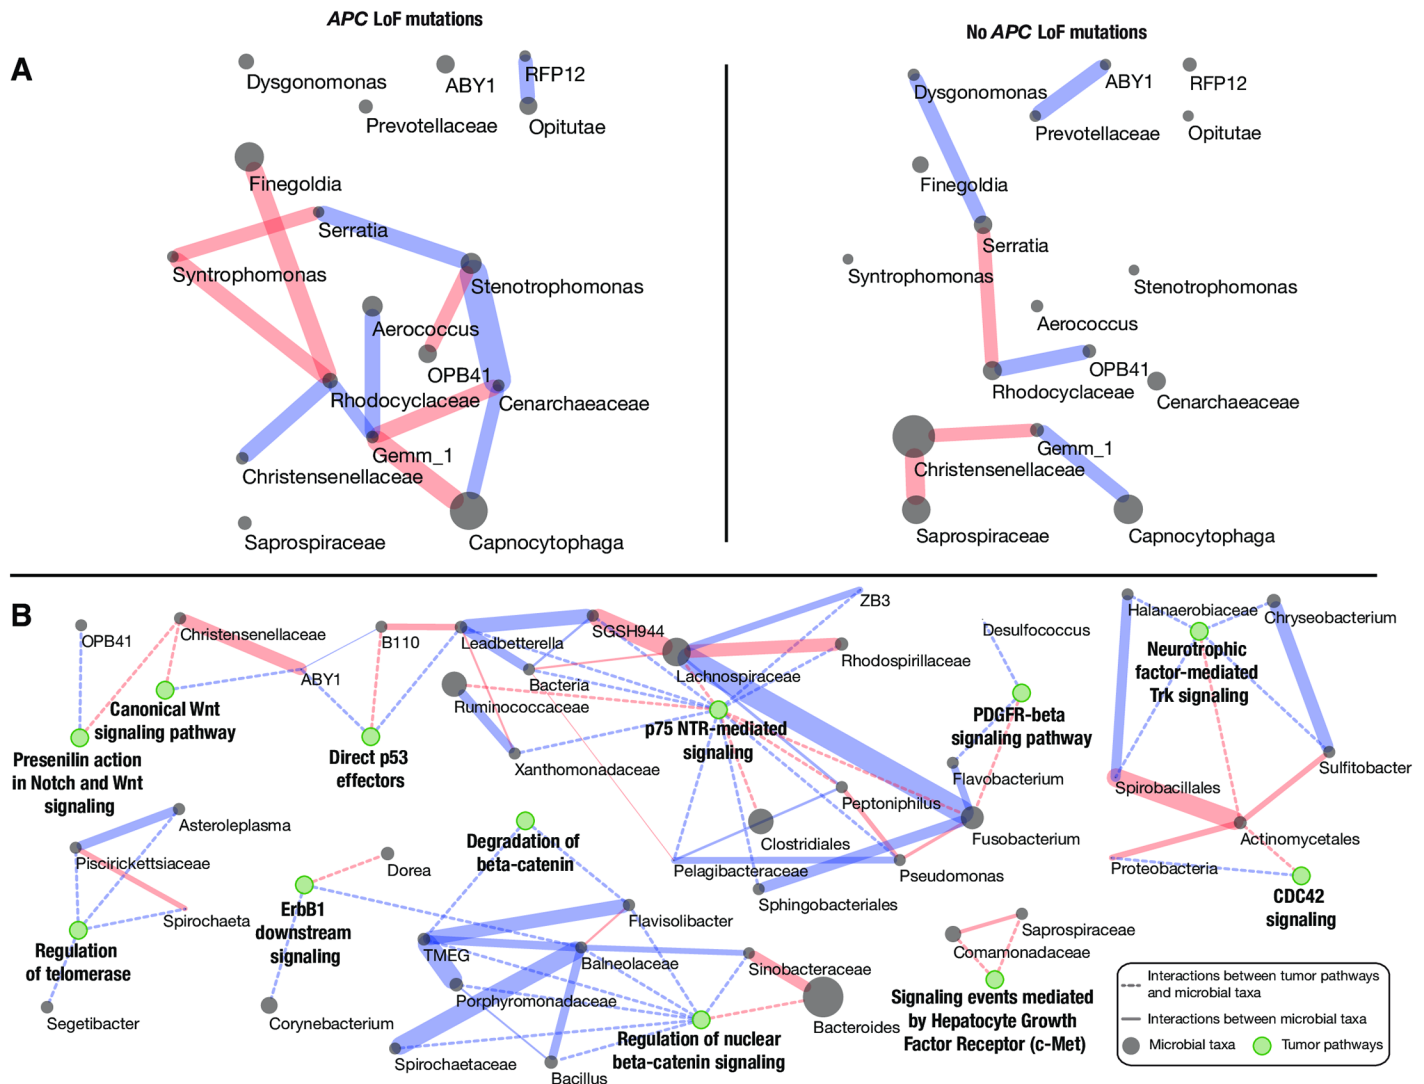 APC LoF mutations
No APC LoF mutations
A
Dysgonomonas
ABY1
RFP12
Prevotellaceae
Opitutae
Finegoldia
Serratia
Syntrophomonas
Stenotrophomonas
Aerococcus
OPB41
Rhodocyclaceae
Cenarchaeaceae
Gemm_1
Christensenellaceae
Saprospiraceae
Capnocytophaga
Dysgonomonas
ABY1
RFP12
Prevotellaceae
Opitutae
Finegoldia
Serratia
Syntrophomonas
Stenotrophomonas
Aerococcus
OPB41
Rhodocyclaceae
Cenarchaeaceae
Gemm_1
Christensenellaceae
Saprospiraceae
Capnocytophaga
B
OPB41
Christensenellaceae
ABY1
Canonical Wnt
signaling pathway
Presenilin action
in Notch and Wnt
signaling
B110
Direct p53
effectors
Leadbetterella
SGSH944
Bacteria
Ruminococcaceae
Xanthomonadaceae
Lachnospiraceae
ZB3
Rhodospirillaceae
p75 NTR-mediated
signaling
Peptoniphilus
Clostridiales
Pelagibacteraceae
Sphingobacteriales
Pseudomonas
Fusobacterium
Flavobacterium
Desulfococcus
PDGFR-beta
signaling pathway
Halanaerobiaceae
Chryseobacterium
Neurotrophic
factor-mediated
Trk signaling
Spirobacillales
Sulfitobacter
Actinomycetales
Proteobacteria
CDC42
signaling
Asteroleplasma
Piscirickettsiaceae
Spirochaeta
Regulation
of telomerase
Segetibacter
Dorea
ErbB1
downstream
signaling
Corynebacterium
Degradation of
beta-catenin
Flavisolibacter
TMEG
Balneolaceae
Porphyromonadaceae
Spirochaetaceae
Bacillus
Sinobacteraceae
Bacteroides
Regulation of nuclear
beta-catenin signaling
Saprospiraceae
Comamonadaceae
Signaling events mediated
by Hepatocyte Growth
Factor Receptor (c-Met)
Interactions between tumor pathways
and microbial taxa
Interactions between microbial taxa
Microbial taxa
Tumor pathways